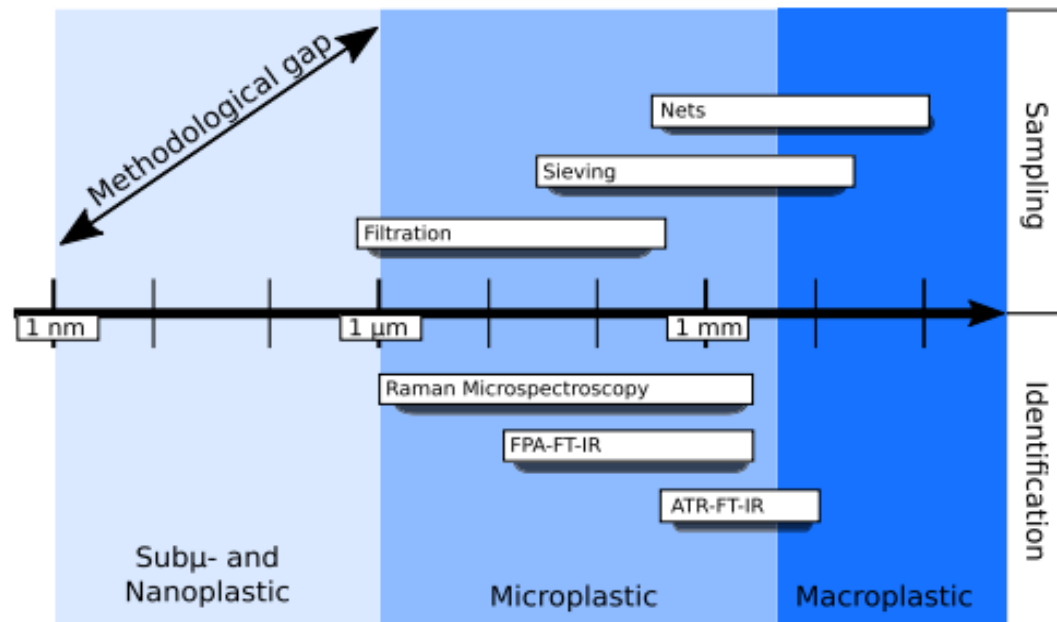 Methodological gap
Nets
Sieving
Filtration
Sampling
1 nm
1 µm
1 mm
Raman Microspectroscopy
FPA-FT-IR
ATR-FT-IR
Identification
Subµ- and
Nanoplastic
Microplastic
Macroplastic